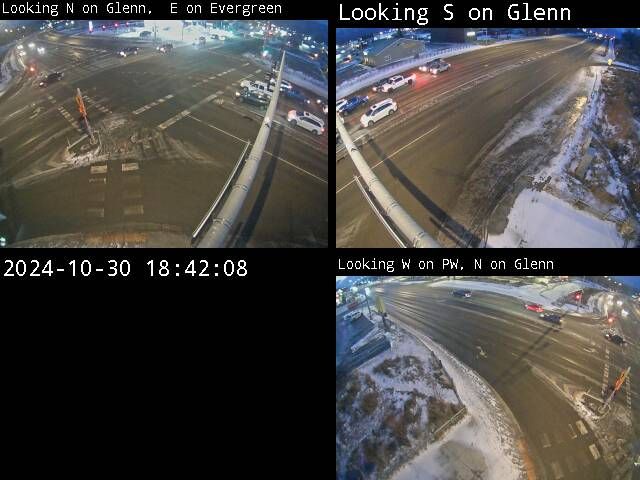 Looking N on Glenn,  E on Evergreen
Looking S on Glenn
2024-10-30 18:42:08
Looking W on PW, N on Glenn